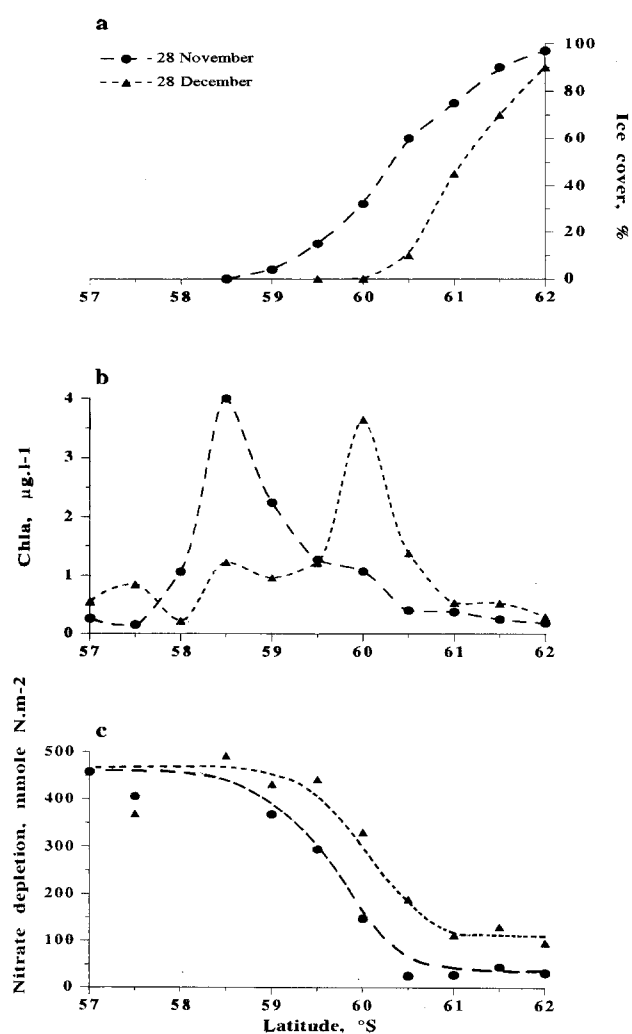 a
28 November
28 December
100
80
60
40
20
0
Ice cover, %
57 58 59 60 61 62
b
4
3
2
1
0
Chla, µg.l-1
57 58 59 60 61 62
c
500
400
300
200
100
0
Nitrate depletion, mmole N.m-2
57 58 59 60 61 62
Latitude, °S